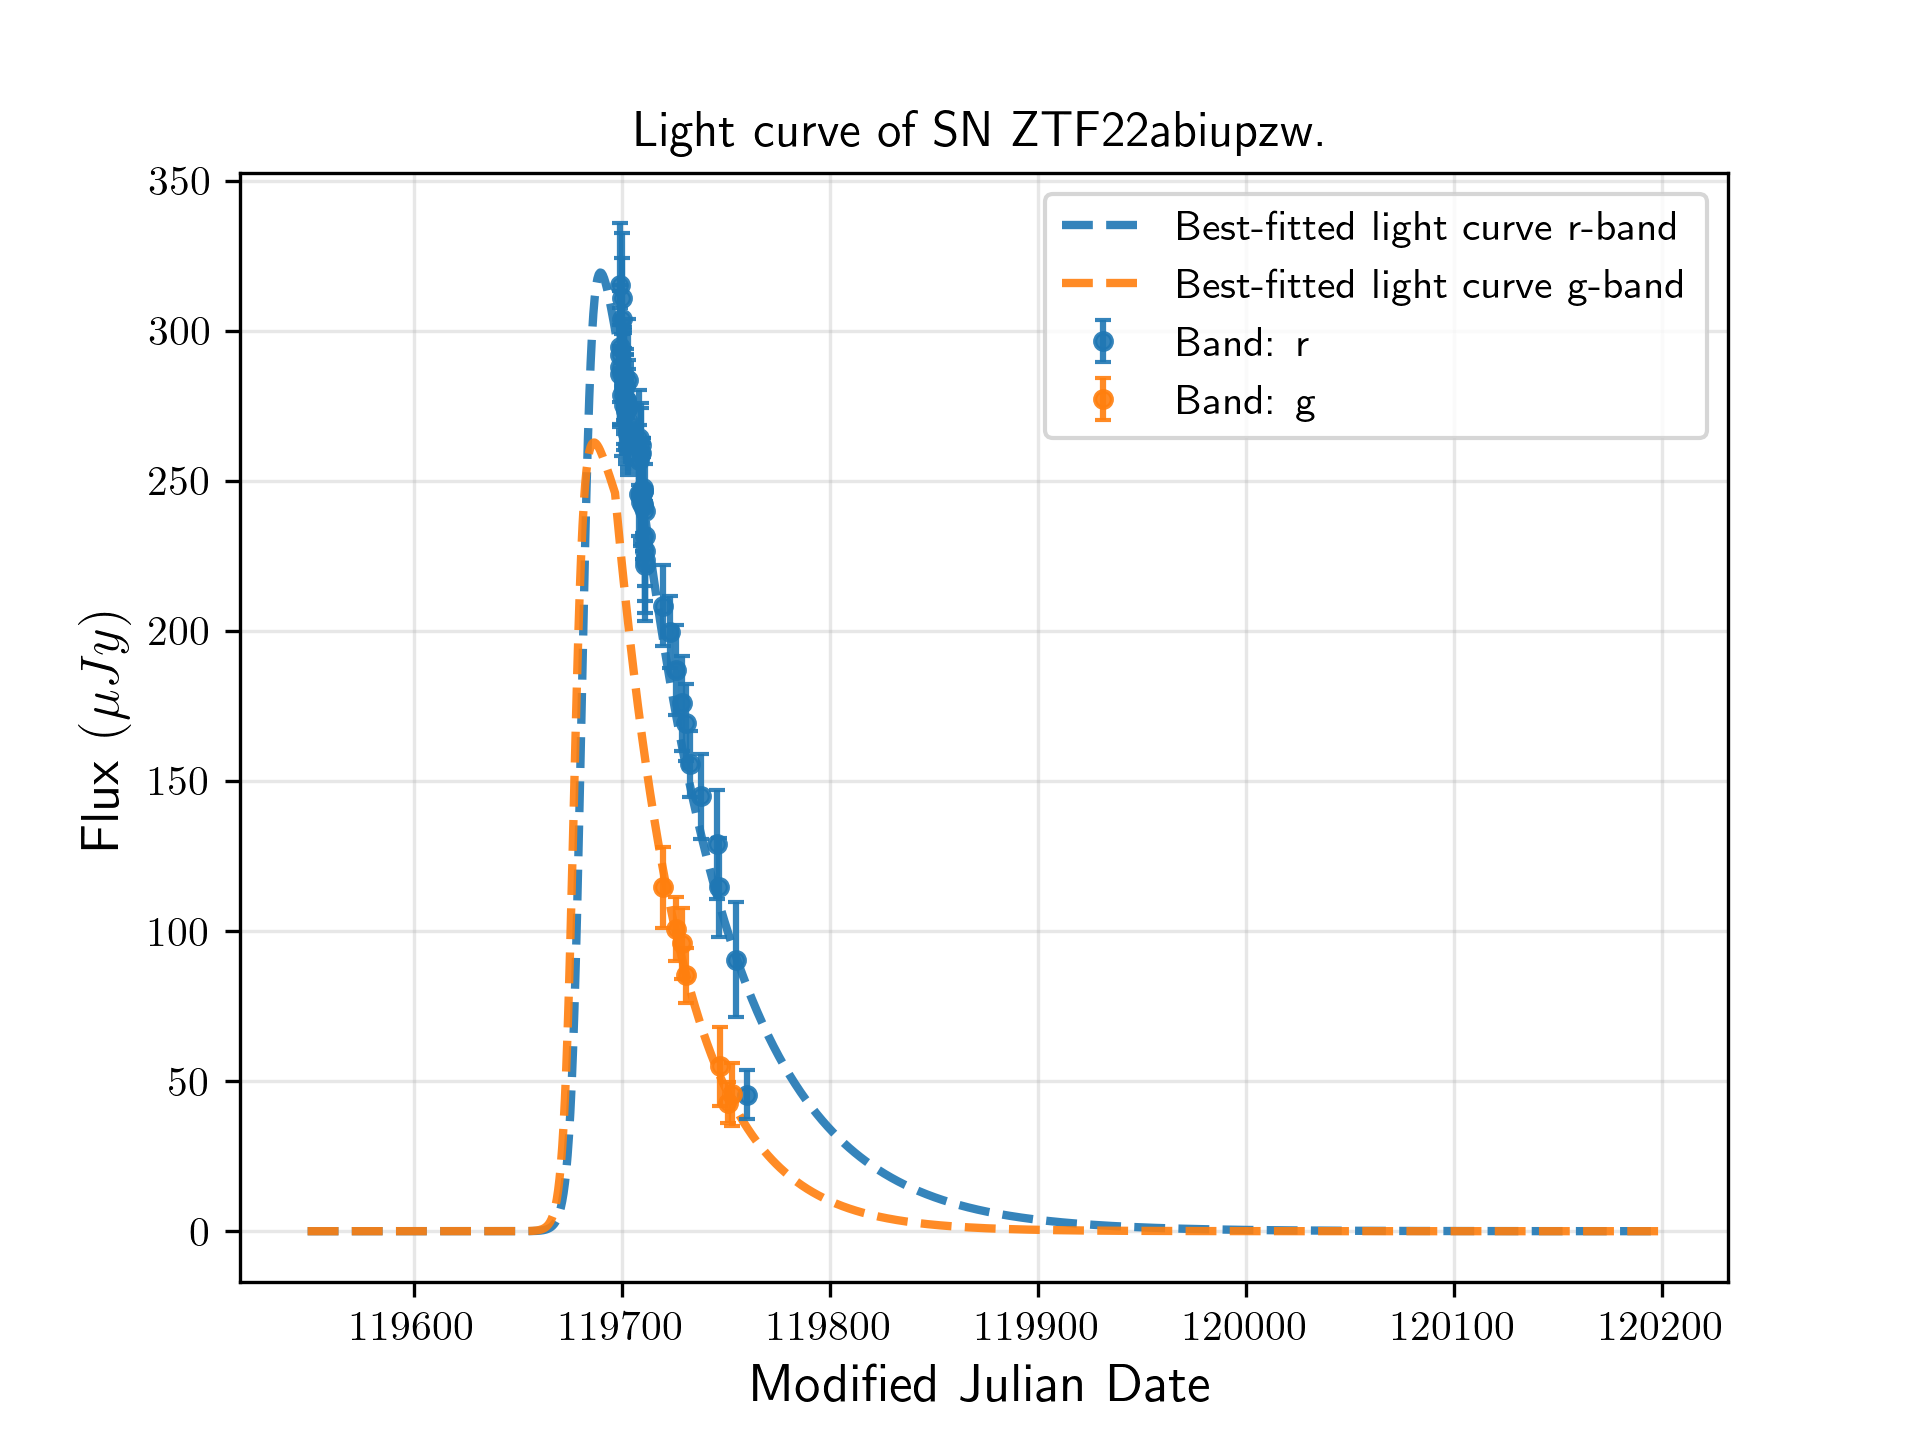 Light curve of SN ZTF22abiupzw.
350
300
250
200
150
100
50
0
Flux (μJy)
Best-fitted light curve r-band
Best-fitted light curve g-band
Band: r
Band: g
119600 119700 119800 119900 120000 120100 120200
Modified Julian Date